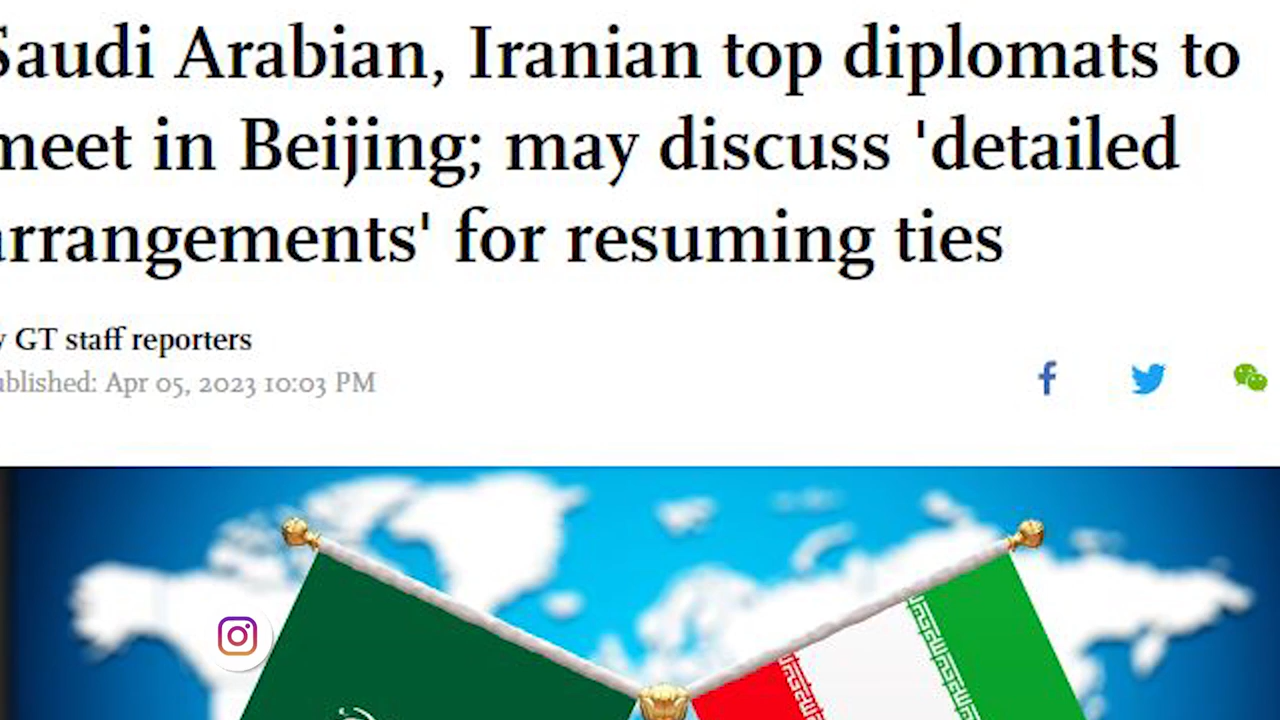 Saudi Arabian, Iranian top diplomats to
meet in Beijing; may discuss 'detailed
arrangements' for resuming ties
y GT staff reporters
ublished: Apr 05, 2023 10:03 PM